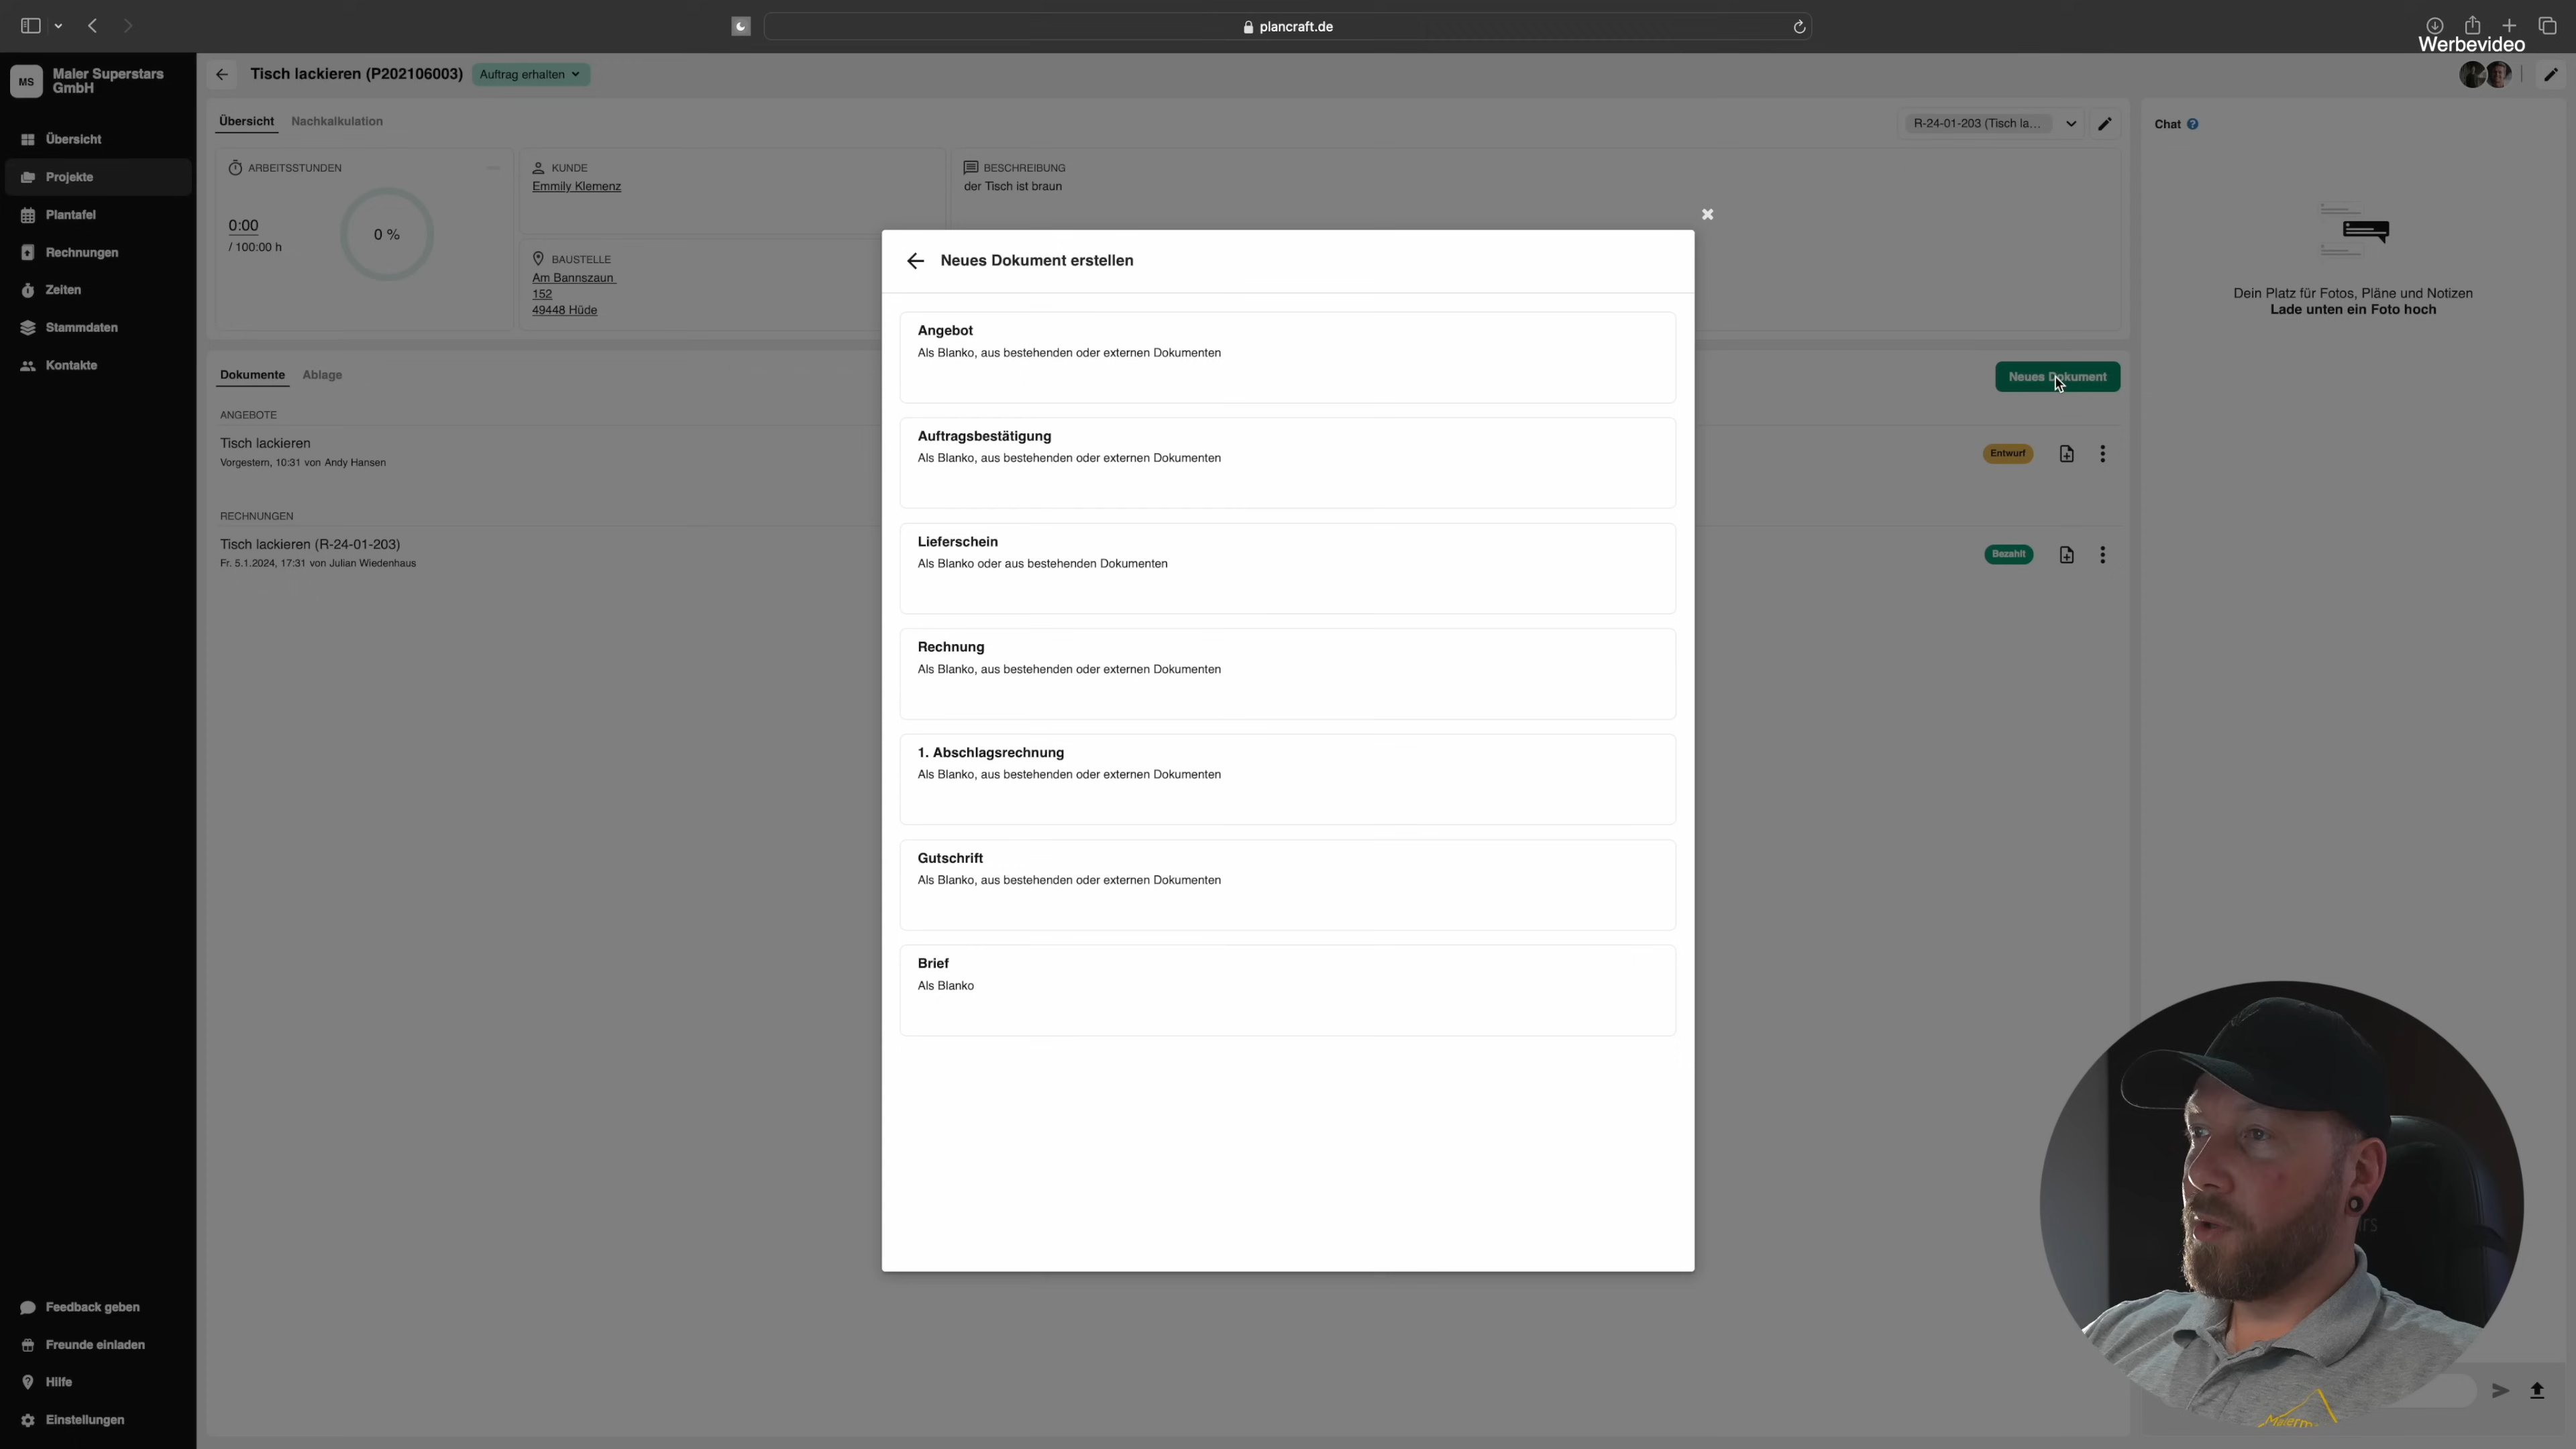 plancraft.de
Werbevideo
MS
Maler Superstars
GmbH
Übersicht
Projekte
Plantafel
Rechnungen
Zeiten
Stammdaten
Kontakte
Feedback geben
Freunde einladen
Hilfe
Einstellungen
Tisch lackieren (P202106003)
Auftrag erhalten
Übersicht
Nachkalkulation
R-24-01-203 (Tisch la...
ARBEITSSTUNDEN
0:00
/ 100:00 h
0 %
KUNDE
Emmily Klemenz
BAUSTELLE
Am Bannszaun
152
49448 Hüde
BESCHREIBUNG
der Tisch ist braun
Dokumente
Ablage
Neues Dokument
ANGEBOTE
Tisch lackieren
Vorgestern, 10:31 von Andy Hansen
Entwurf
RECHNUNGEN
Tisch lackieren (R-24-01-203)
Fr. 5.1.2024, 17:31 von Julian Wiedenhaus
Bezahlt
Neues Dokument erstellen
Angebot
Als Blanko, aus bestehenden oder externen Dokumenten
Auftragsbestätigung
Als Blanko, aus bestehenden oder externen Dokumenten
Lieferschein
Als Blanko oder aus bestehenden Dokumenten
Rechnung
Als Blanko, aus bestehenden oder externen Dokumenten
1. Abschlagsrechnung
Als Blanko, aus bestehenden oder externen Dokumenten
Gutschrift
Als Blanko, aus bestehenden oder externen Dokumenten
Brief
Als Blanko
Chat
Dein Platz für Fotos, Pläne und Notizen
Lade unten ein Foto hoch